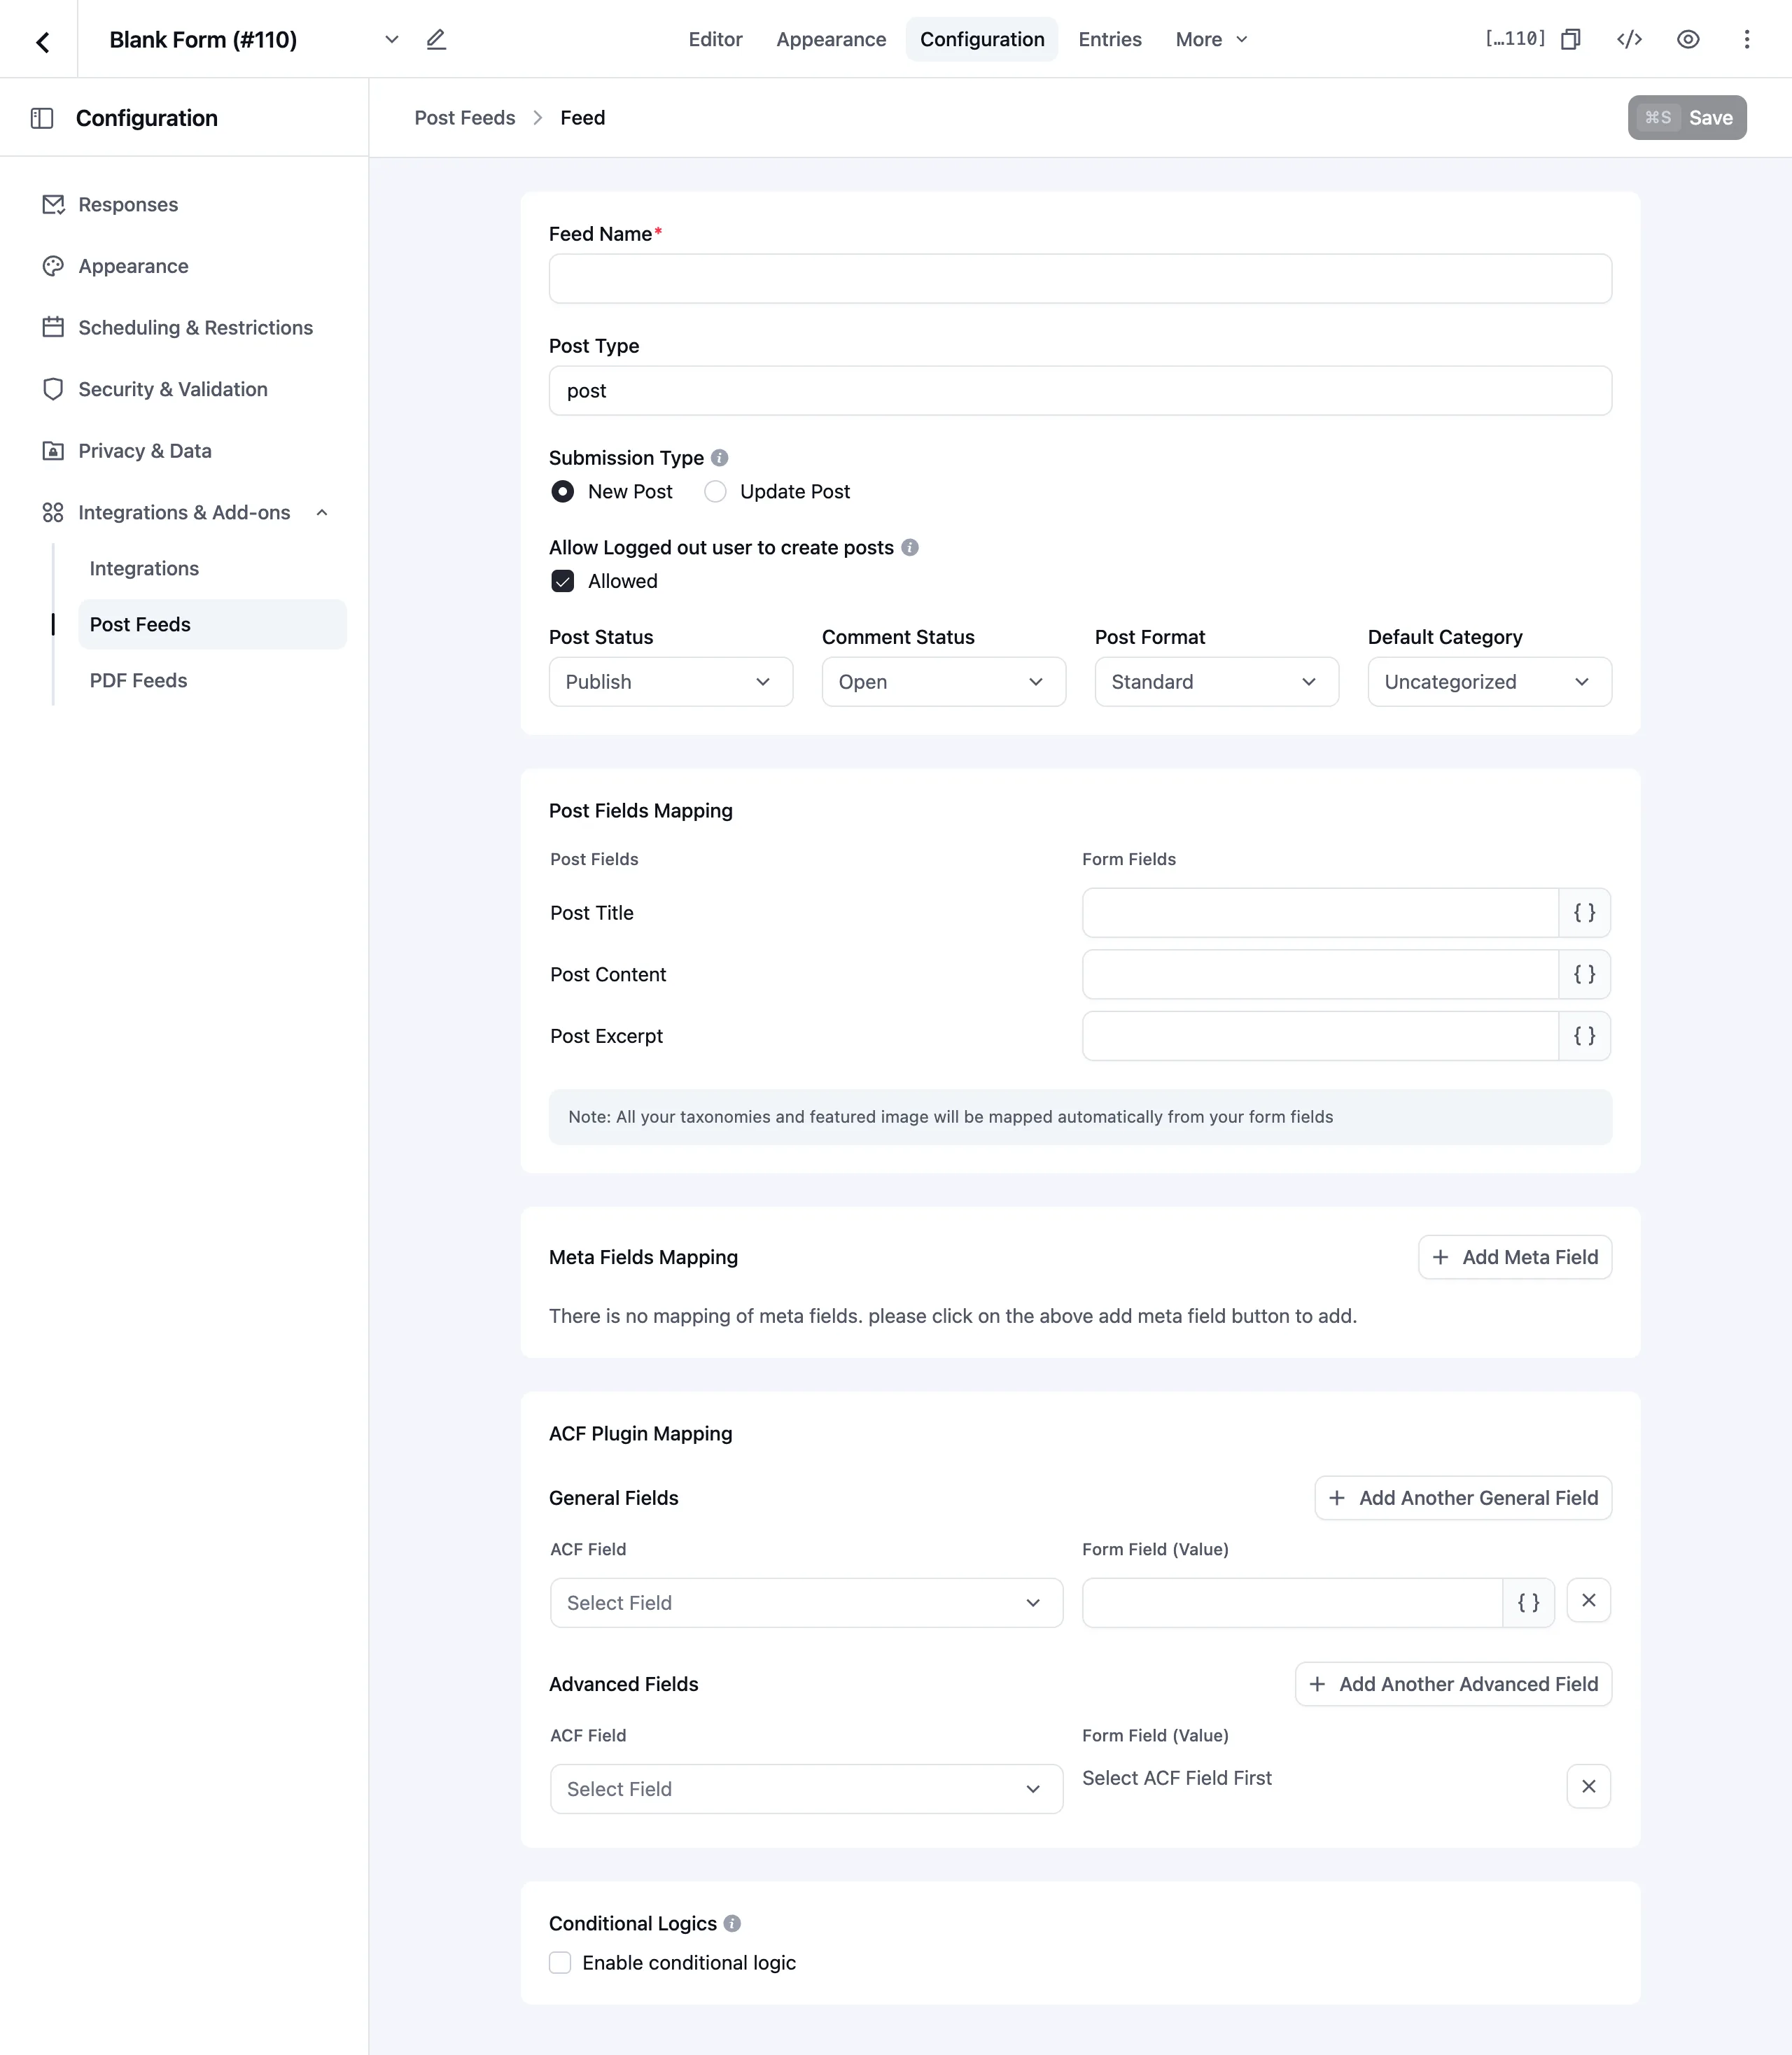 Blank Form (#110)
Editor
Appearance
Configuration
Entries
More
[…110]
Configuration
Post Feeds
Feed
⌘S Save
Responses
Appearance
Scheduling & Restrictions
Security & Validation
Privacy & Data
Integrations & Add-ons
Integrations
Post Feeds
PDF Feeds
Feed Name*
Post Type
post
Submission Type
New Post
Update Post
Allow Logged out user to create posts
Allowed
Post Status
Comment Status
Post Format
Default Category
Publish
Open
Standard
Uncategorized
Post Fields Mapping
Post Fields
Form Fields
Post Title
{ }
Post Content
{ }
Post Excerpt
{ }
Note: All your taxonomies and featured image will be mapped automatically from your form fields
Meta Fields Mapping
+ Add Meta Field
There is no mapping of meta fields. please click on the above add meta field button to add.
ACF Plugin Mapping
General Fields
+ Add Another General Field
ACF Field
Form Field (Value)
Select Field
{ }
Advanced Fields
+ Add Another Advanced Field
ACF Field
Form Field (Value)
Select Field
Select ACF Field First
Conditional Logics
Enable conditional logic